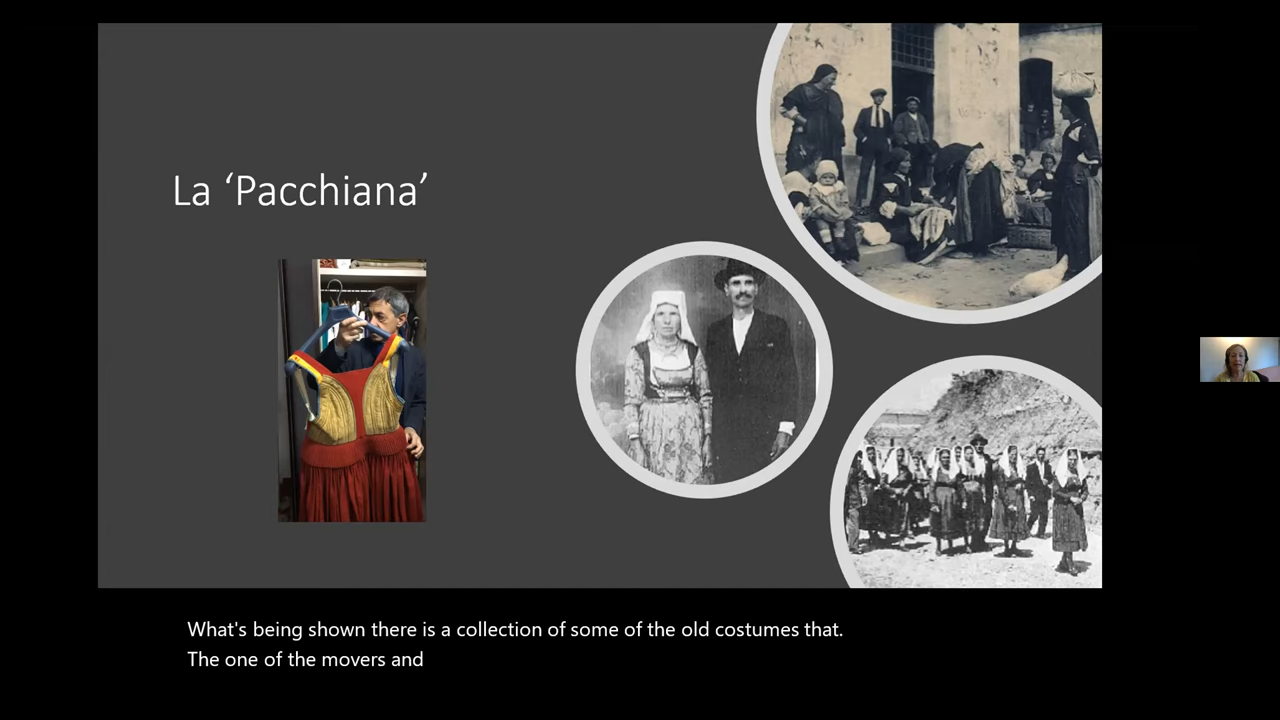 La ‘Pacchiana’
What's being shown there is a collection of some of the old costumes that.
The one of the movers and